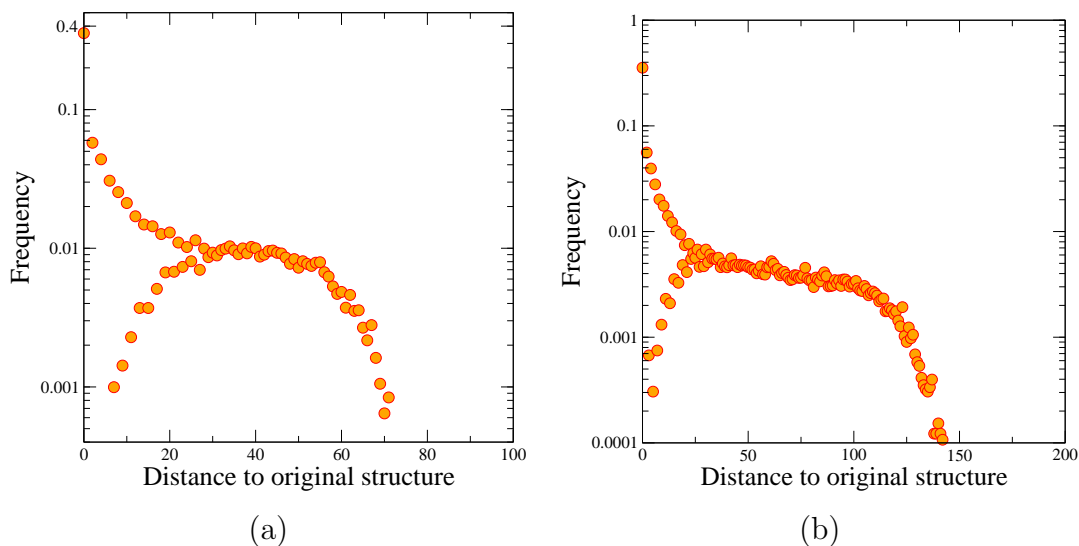 0.4
0.1
0.01
0.001
Frequency
0 20 40 60 80 100
Distance to original structure
(a)
1
0.1
0.01
0.001
0.0001
Frequency
0 50 100 150 200
Distance to original structure
(b)